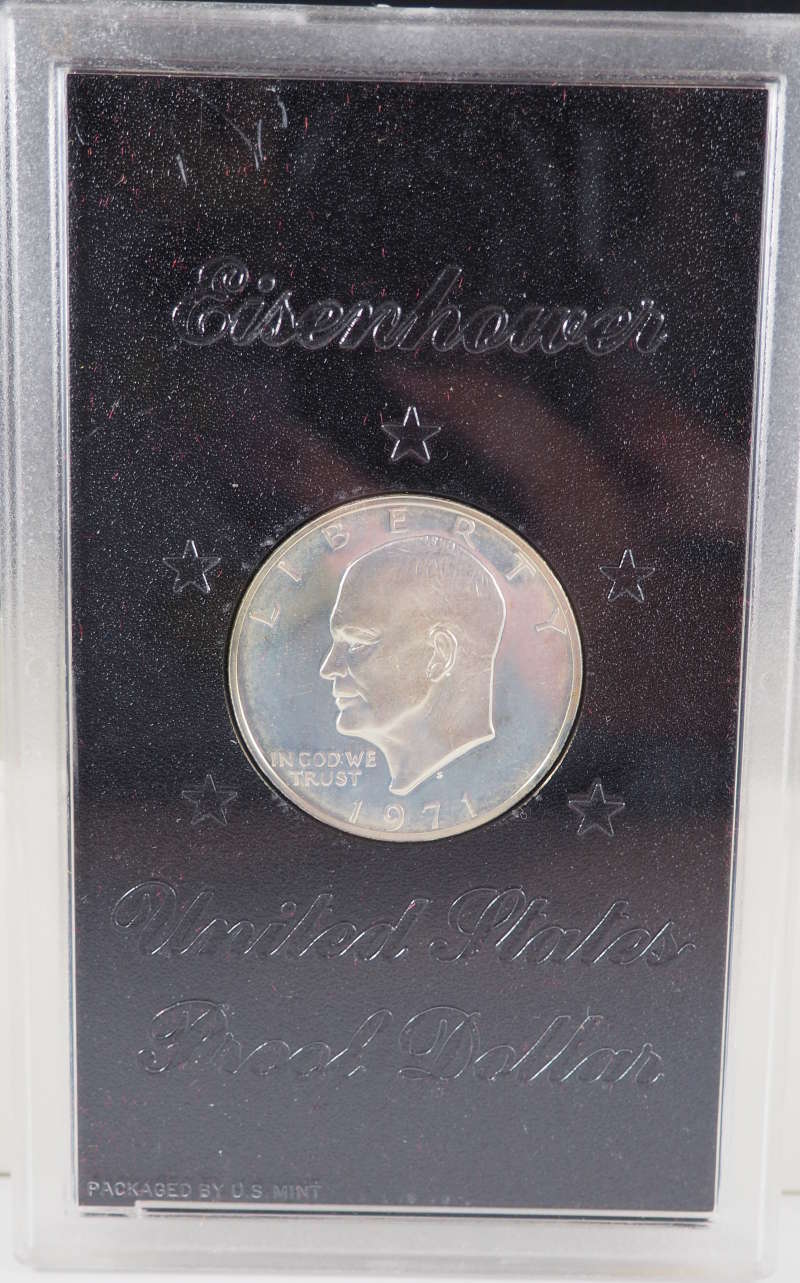 Eisenhower
LIBERTY
IN GOD WE
TRUST
S
1971
United States
Proof Dollar
PACKAGED BY U.S. MINT